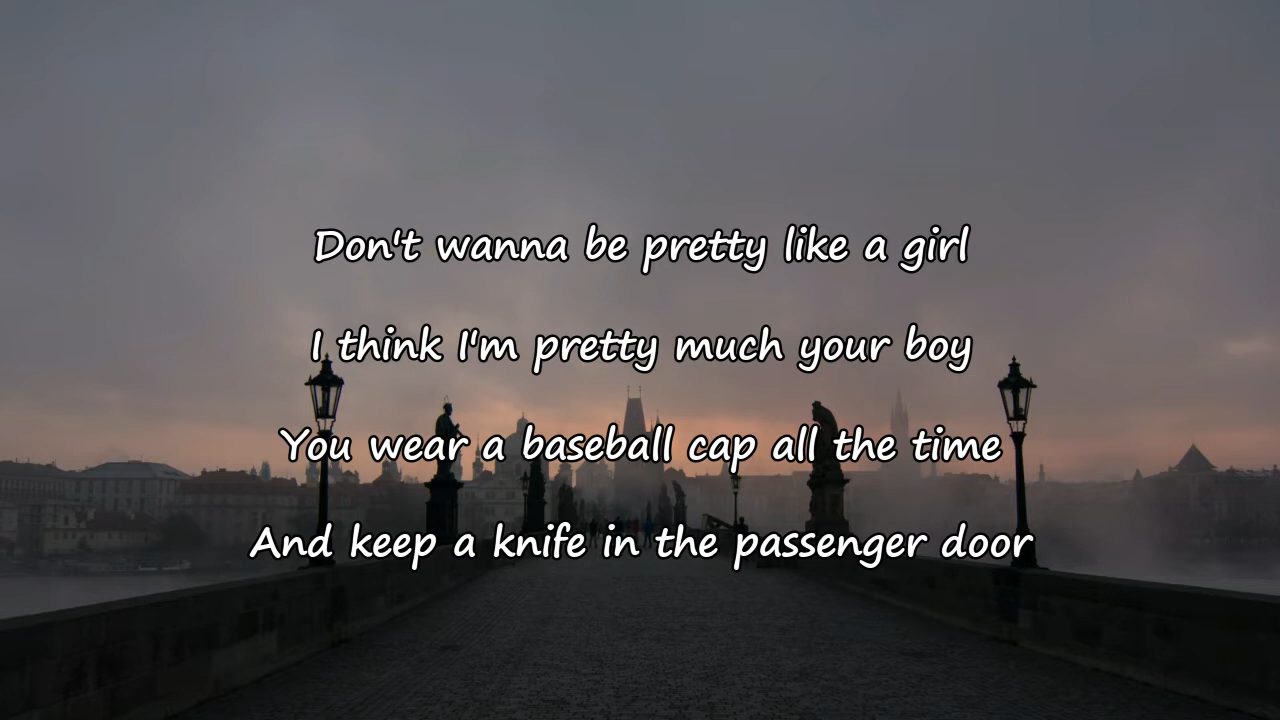 Don't wanna be pretty like a girl
I think I'm pretty much your boy
You wear a baseball cap all the time
And keep a knife in the passenger door